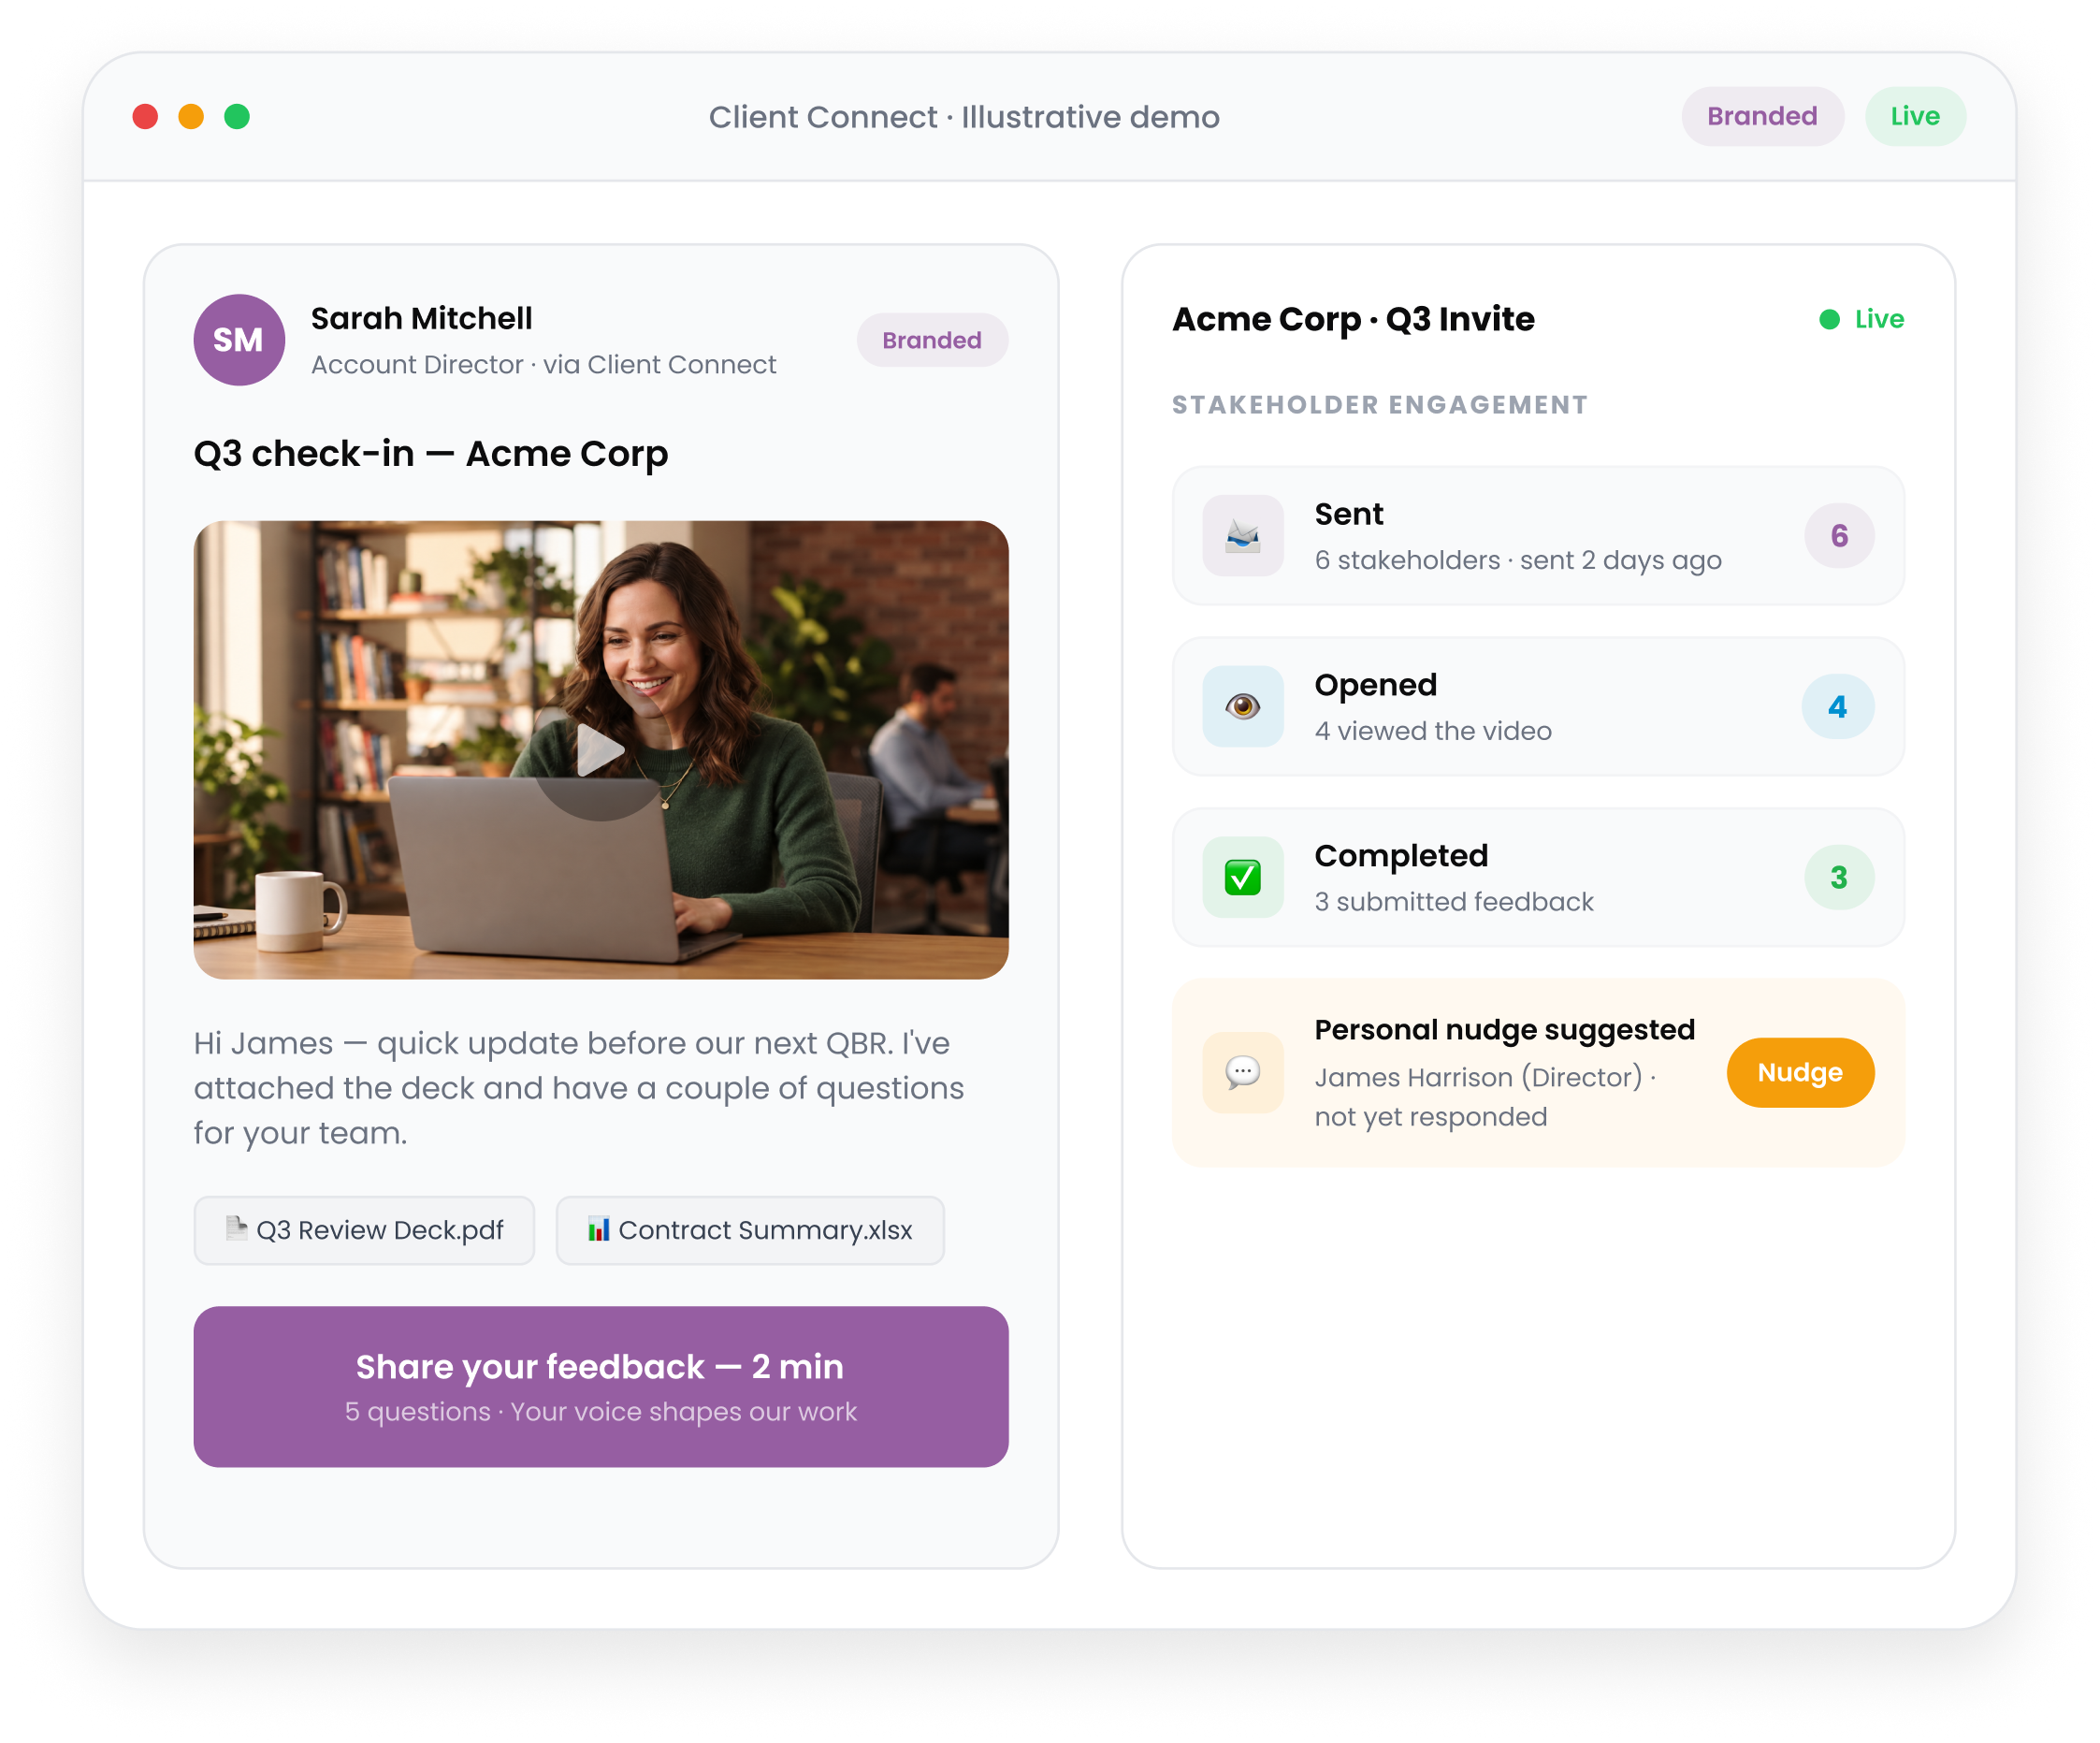 Client Connect · Illustrative demo
Branded
Live
SM
Sarah Mitchell
Account Director · via Client Connect
Branded
Q3 check-in — Acme Corp
Hi James — quick update before our next QBR. I've
attached the deck and have a couple of questions
for your team.
Q3 Review Deck.pdf
Contract Summary.xlsx
Share your feedback — 2 min
5 questions · Your voice shapes our work
Acme Corp · Q3 Invite
Live
STAKEHOLDER ENGAGEMENT
Sent
6 stakeholders · sent 2 days ago
6
Opened
4 viewed the video
4
Completed
3 submitted feedback
3
Personal nudge suggested
James Harrison (Director) ·
not yet responded
Nudge